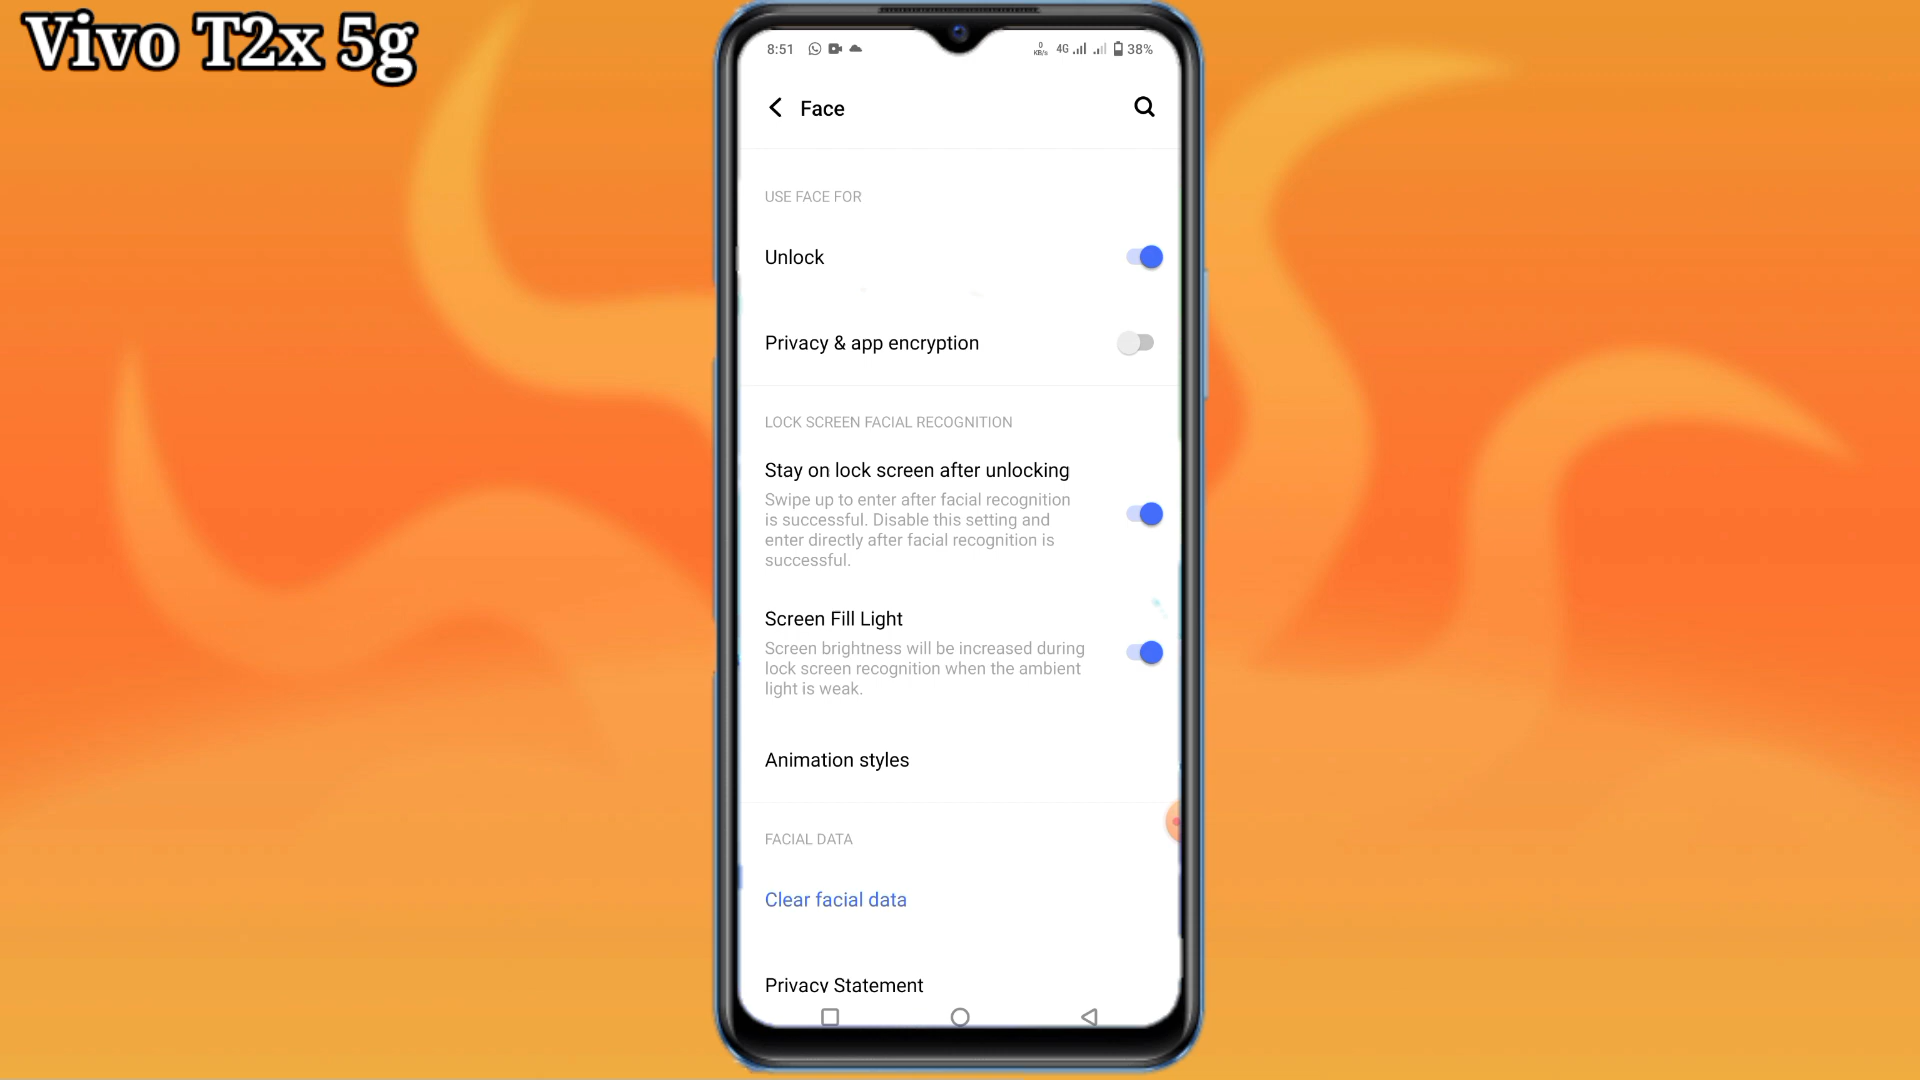 Vivo T2x 5g
8:51
0 KB/s 4G 38%
Face
USE FACE FOR
Unlock
Privacy & app encryption
LOCK SCREEN FACIAL RECOGNITION
Stay on lock screen after unlocking
Swipe up to enter after facial recognition
is successful. Disable this setting and
enter directly after facial recognition is
successful.
Screen Fill Light
Screen brightness will be increased during
lock screen recognition when the ambient
light is weak.
Animation styles
FACIAL DATA
Clear facial data
Privacy Statement